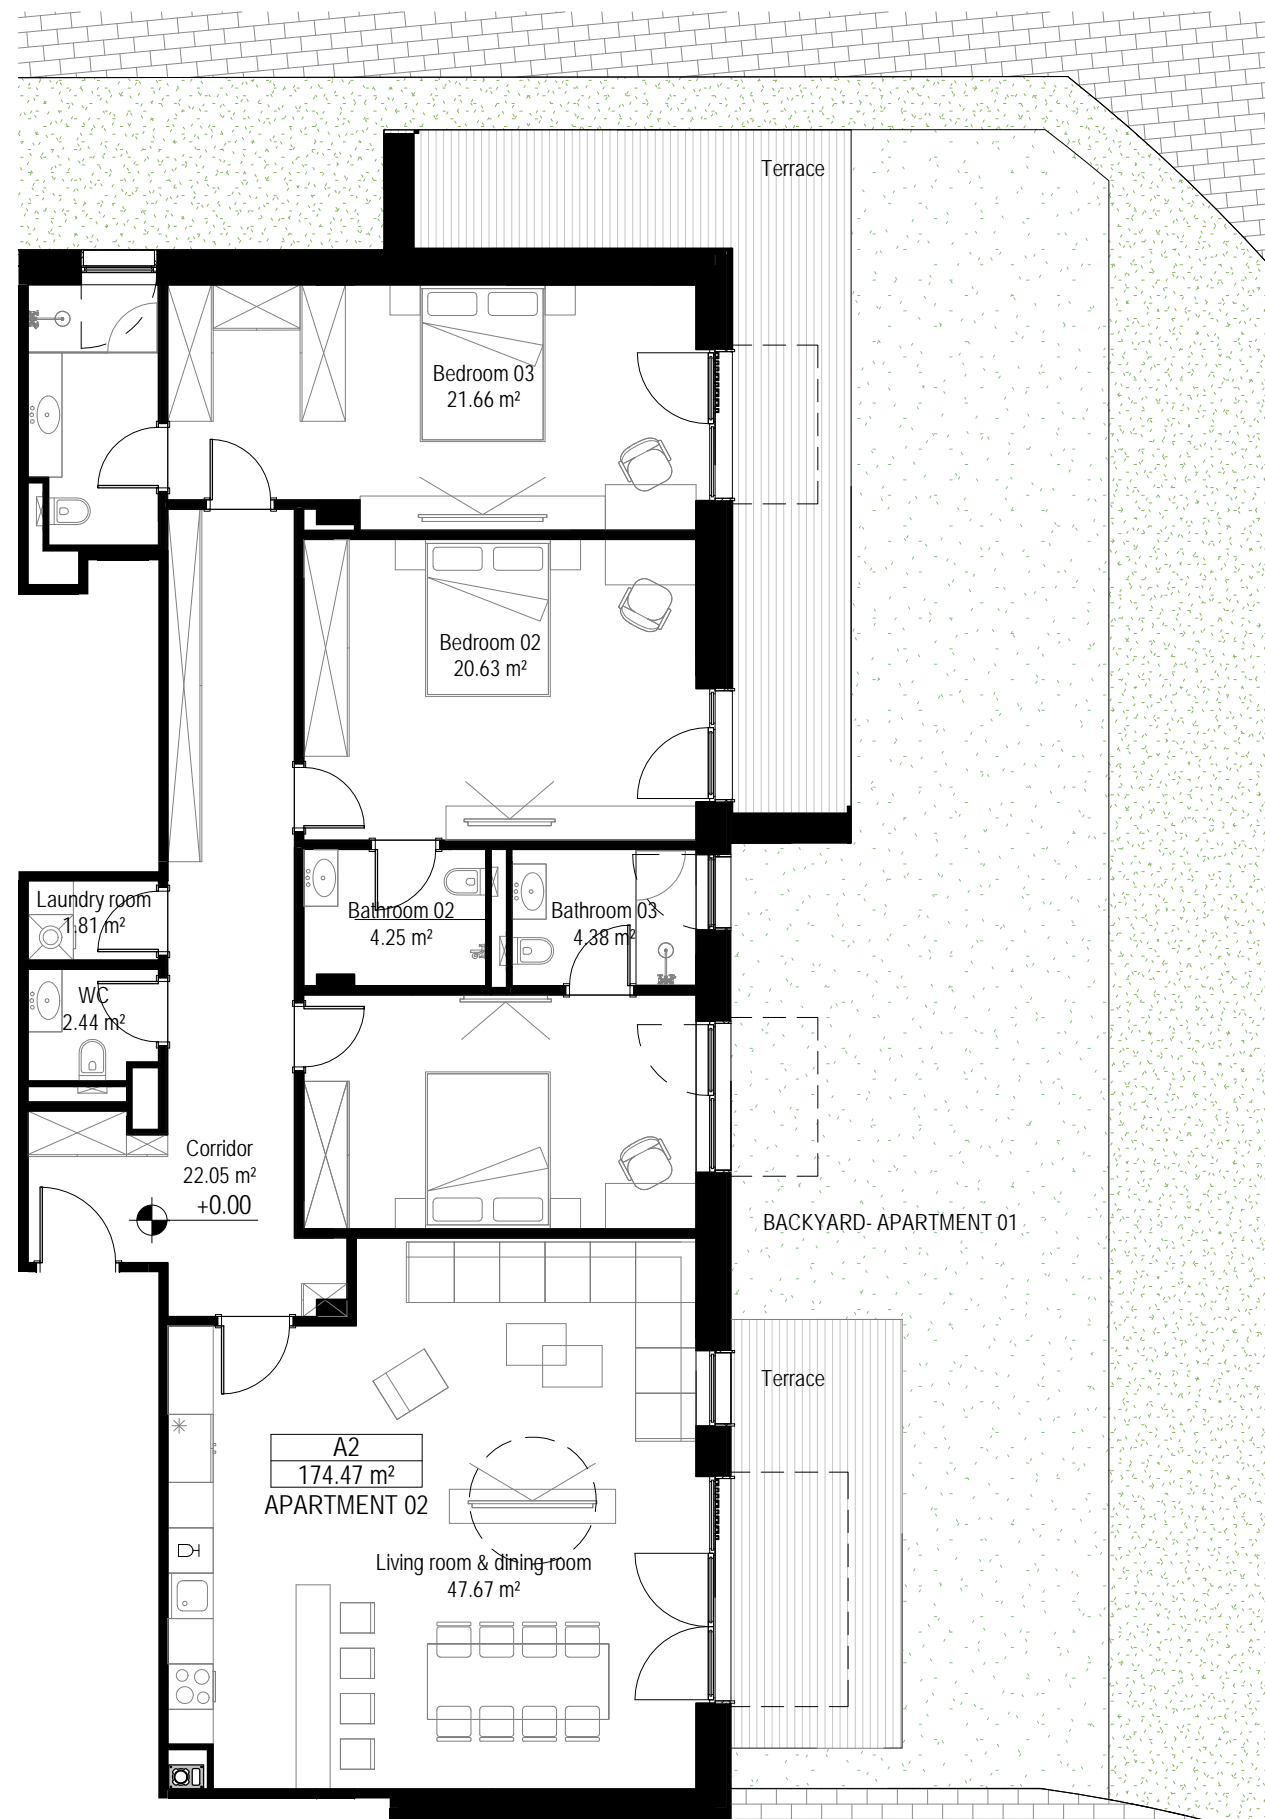 Terrace
Bedroom 03
21.66 m²
Bedroom 02
20.63 m²
Laundry room
1.81 m²
Bathroom 02
4.25 m²
Bathroom 03
4.38 m²
WC
2.44 m²
Corridor
22.05 m²
+0.00
BACKYARD- APARTMENT 01
Terrace
A2
174.47 m²
APARTMENT 02
Living room & dining room
47.67 m²